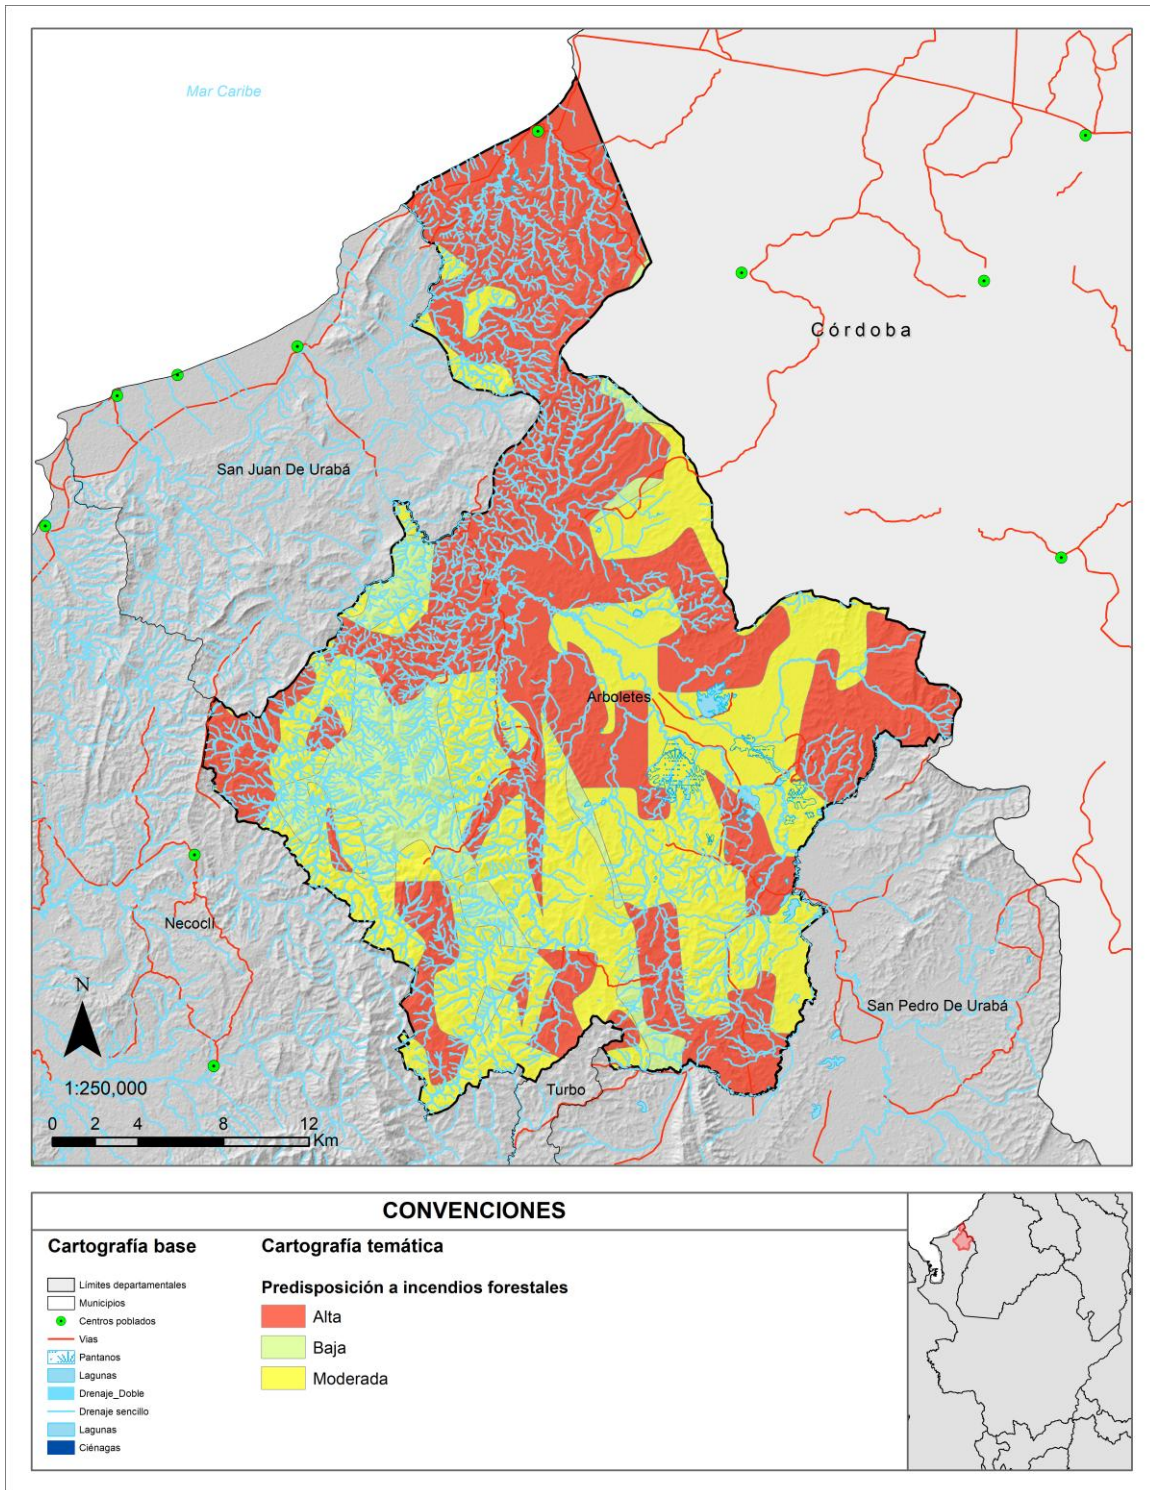 Mar Caribe
Córdoba
San Juan De Urabá
Arboletes
Necoclí
San Pedro De Urabá
Turbo
N
1:250,000
0 2 4 8 12
Km
CONVENCIONES
Cartografía base
Límites departamentales
Municipios
Centros poblados
Vias
Pantanos
Lagunas
Drenaje_Doble
Drenaje sencillo
Lagunas
Ciénagas
Cartografía temática
Predisposición a incendios forestales
Alta
Baja
Moderada